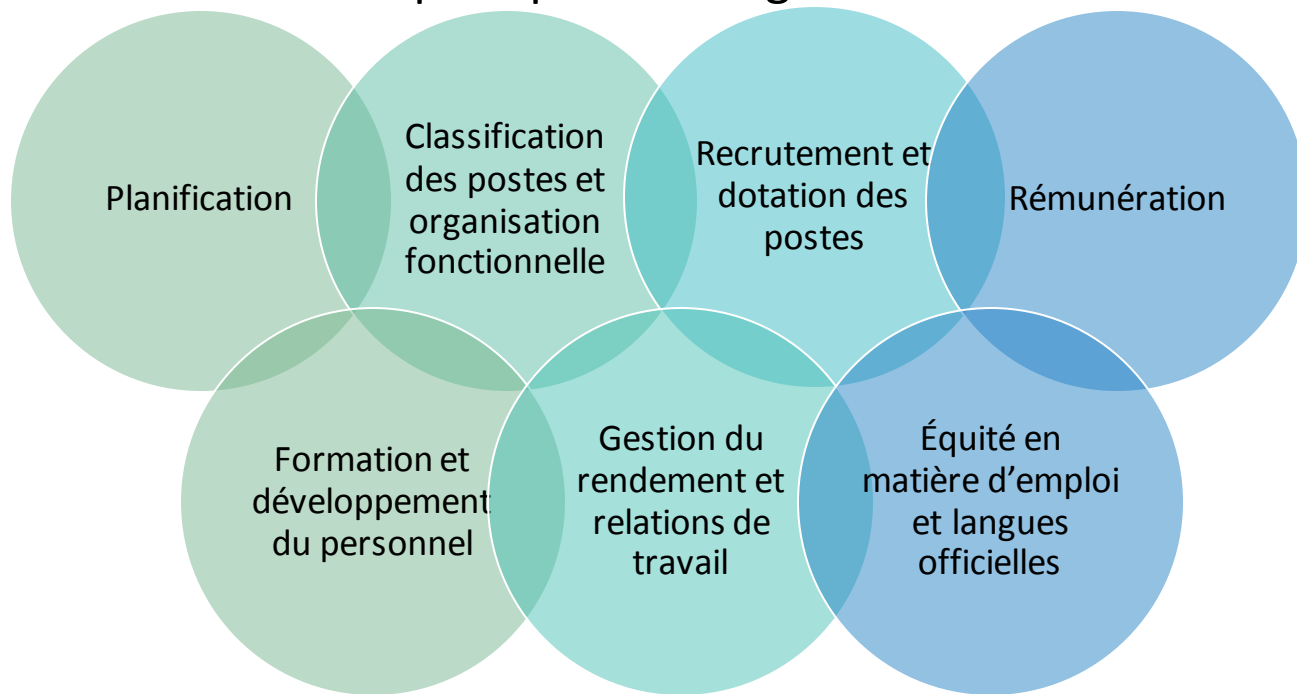 Planification
Classification
des postes et
organisation
fonctionnelle
Recrutement et
dotation des
postes
Rémunération
Formation et
développement
du personnel
Gestion du
rendement et
relations de
travail
Équité en
matière d’emploi
et langues
officielles